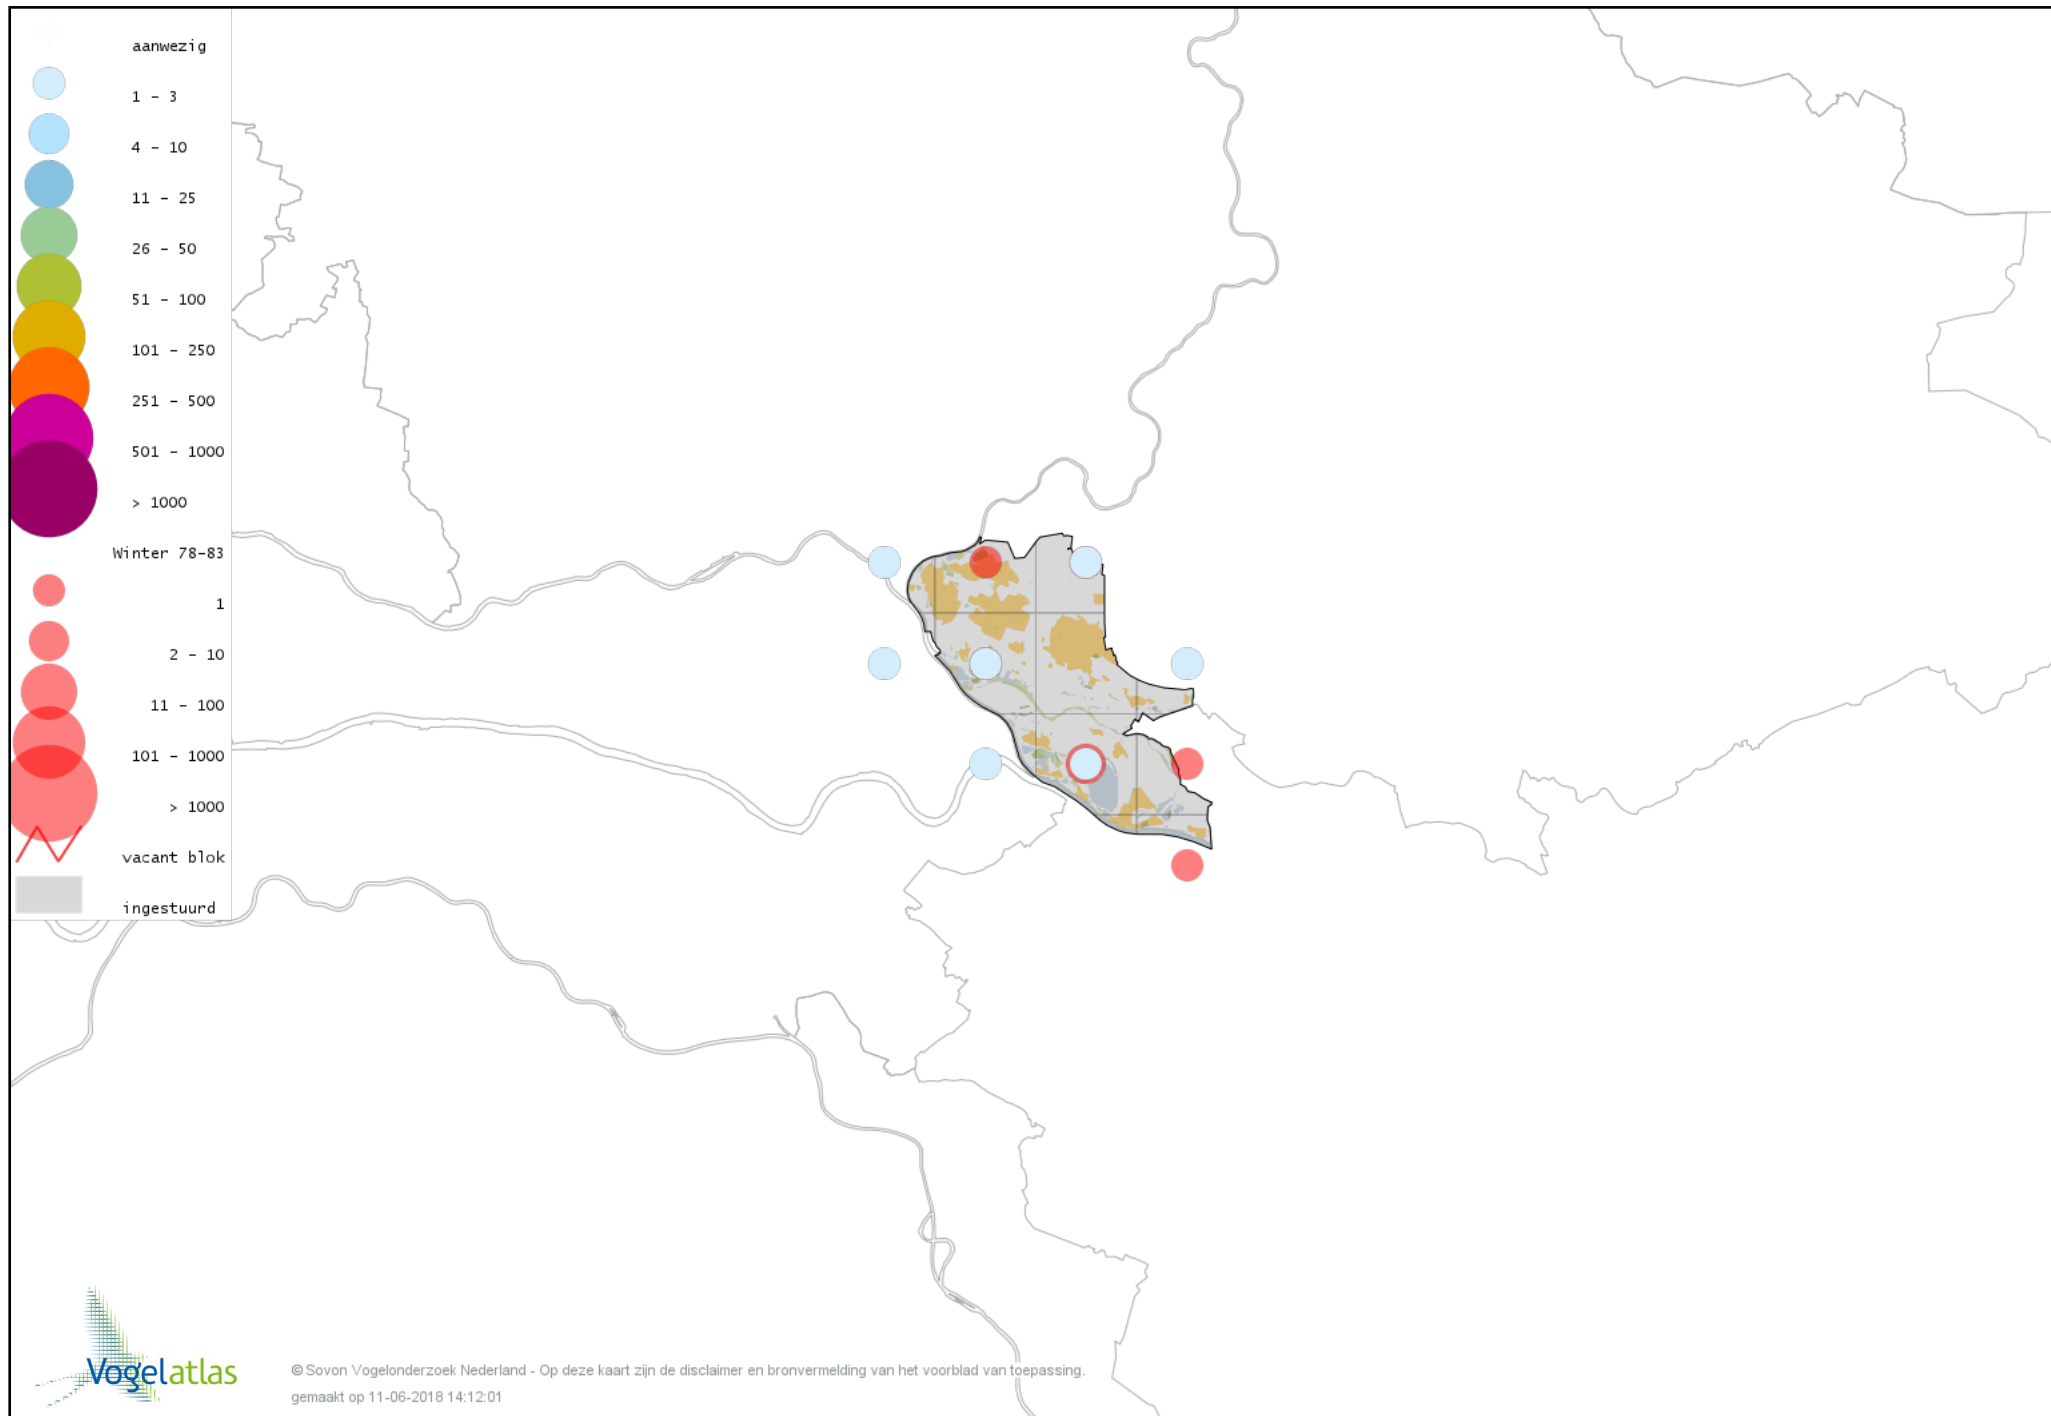 aanwezig
1 - 3
4 - 10
11 - 25
26 - 50
51 - 100
101 - 250
251 - 500
501 - 1000
> 1000
Winter 78-83
1
2 - 10
11 - 100
101 - 1000
> 1000
vacant blok
ingestuurd
Vogelatlas
© Sovon Vogelonderzoek Nederland - Op deze kaart zijn de disclaimer en bronvermelding van het voorblad van toepassing.
gemaakt op 11-06-2018 14:12:01